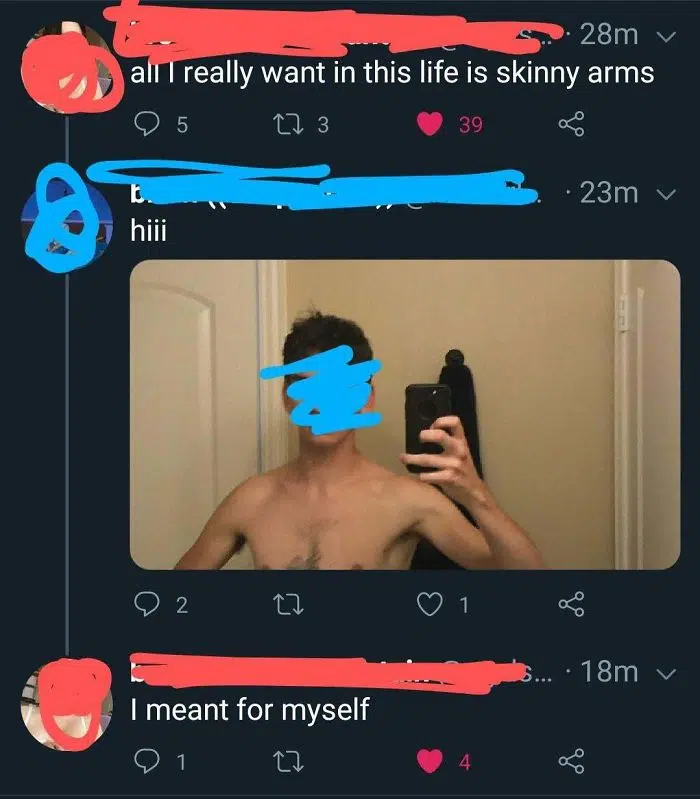 28m
all I really want in this life is skinny arms
5 3 39
23m
hiii
2 1
18m
I meant for myself
1 4